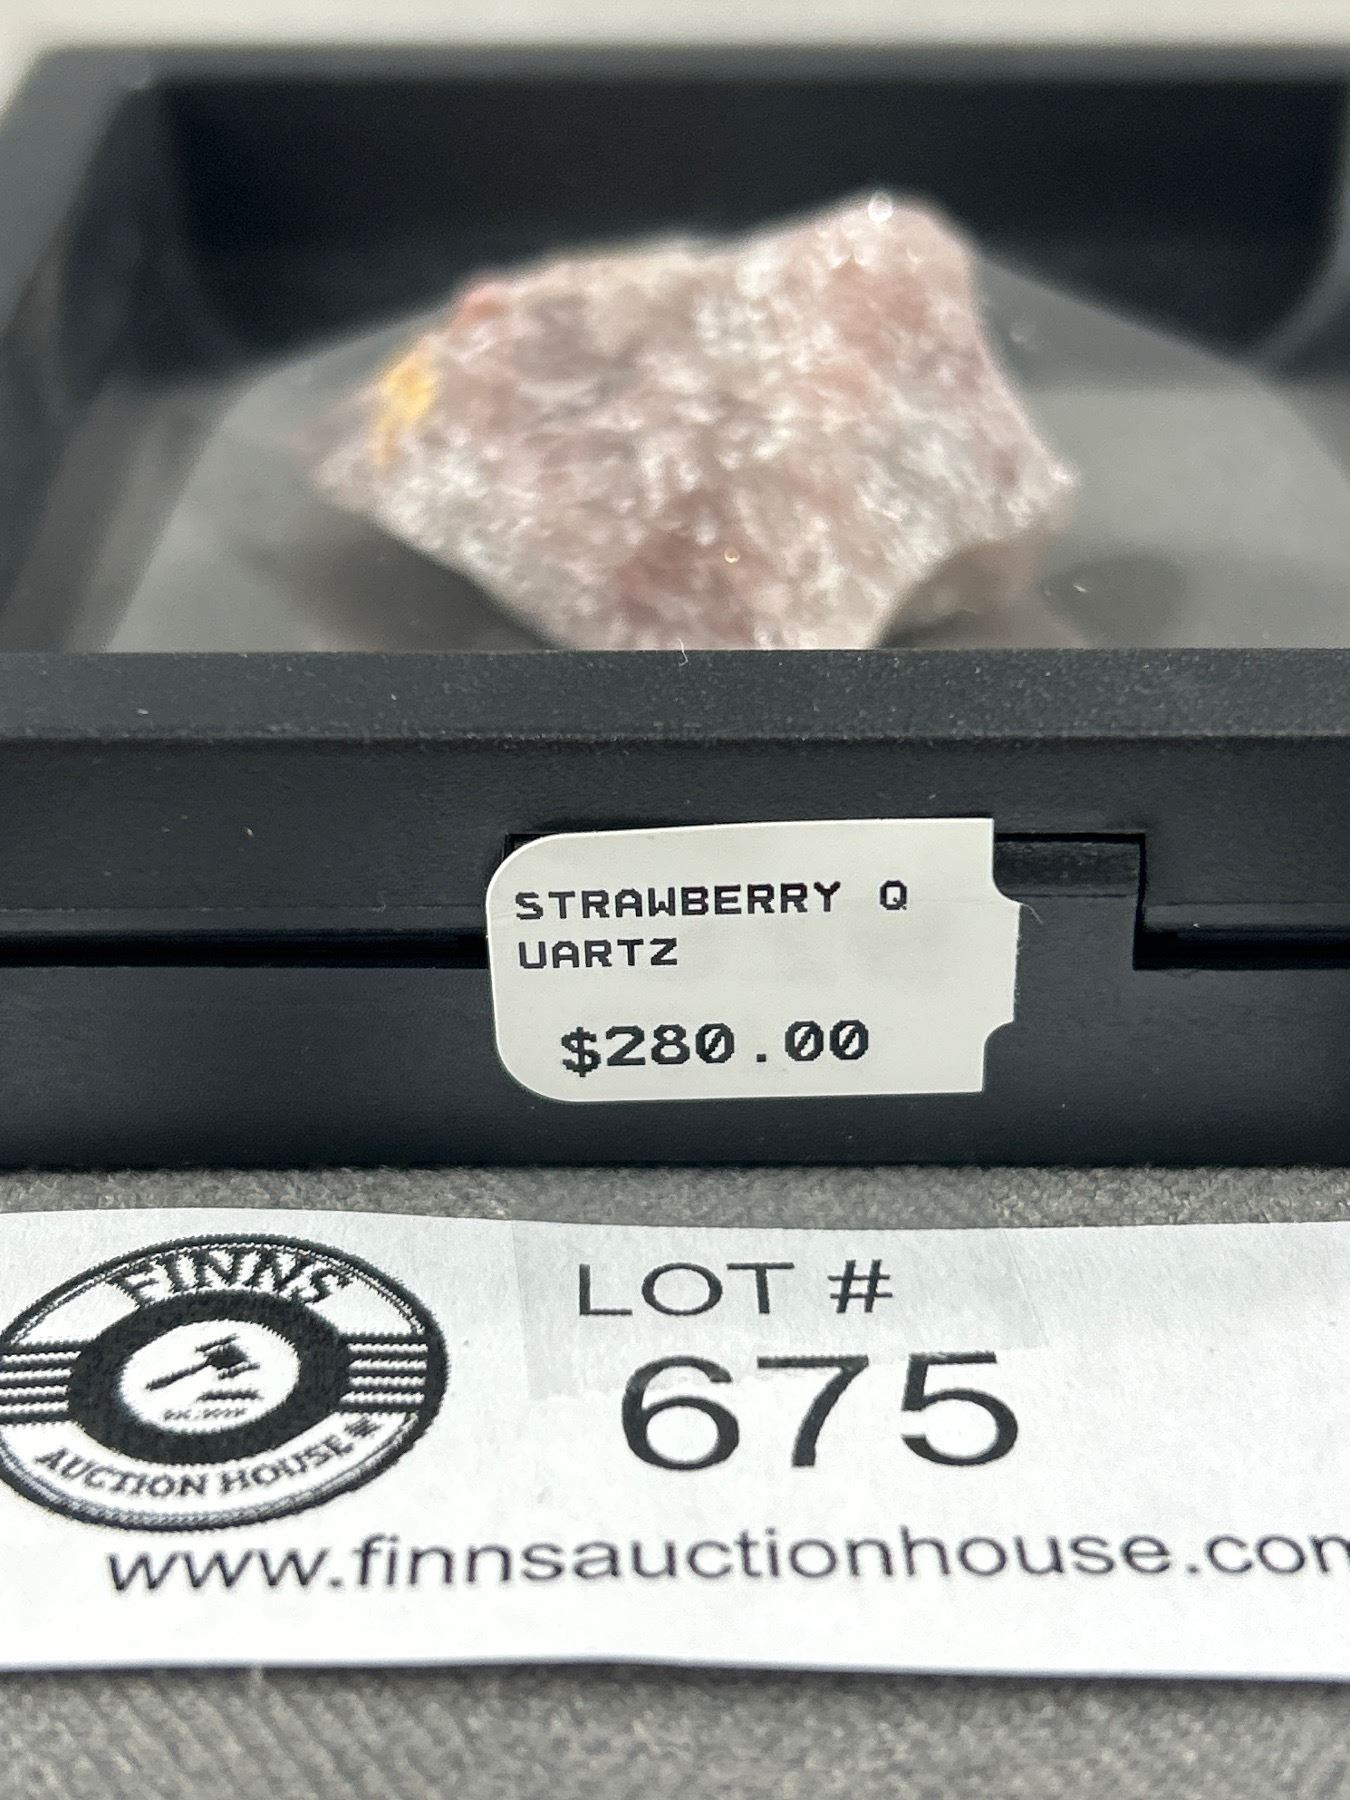 STRAWBERRY Q
UARTZ
$280.00
FINNS
AUCTION HOUSE
LOT #
675
www.finnsauctionhouse.com